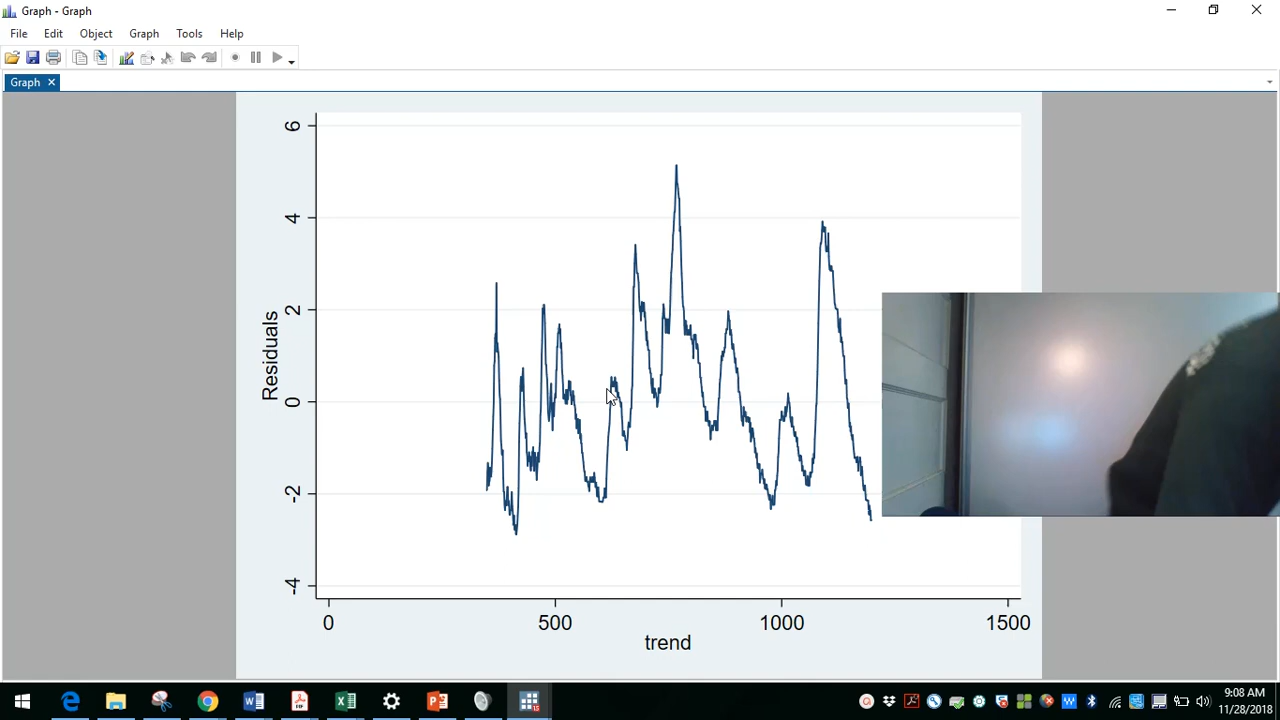 Graph - Graph
File Edit Object Graph Tools Help
Graph
6
4
2
0
-2
-4
Residuals
0 500 1000 1500
trend
9:08 AM
11/28/2018